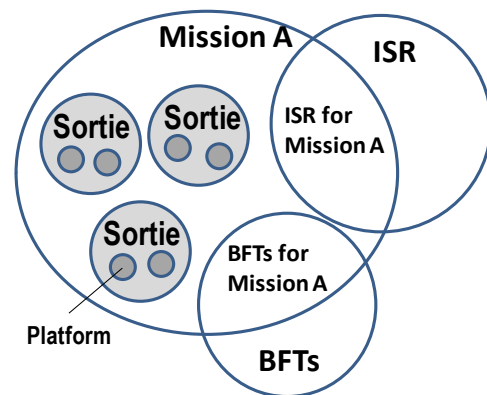 Mission A
ISR
Sortie
Sortie
ISR for
Mission A
Sortie
BFTs for
Mission A
Platform
BFTs